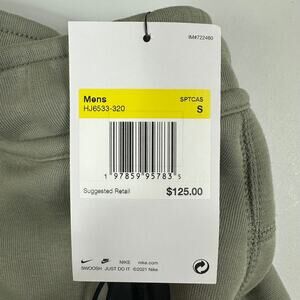 IM#722460
Mens SPTCAS
HJ6533-320 S
1 97859 95783 5
Suggested Retail $125.00
NIKE nike.com
SWOOSH JUST DO IT ©2021 Nike